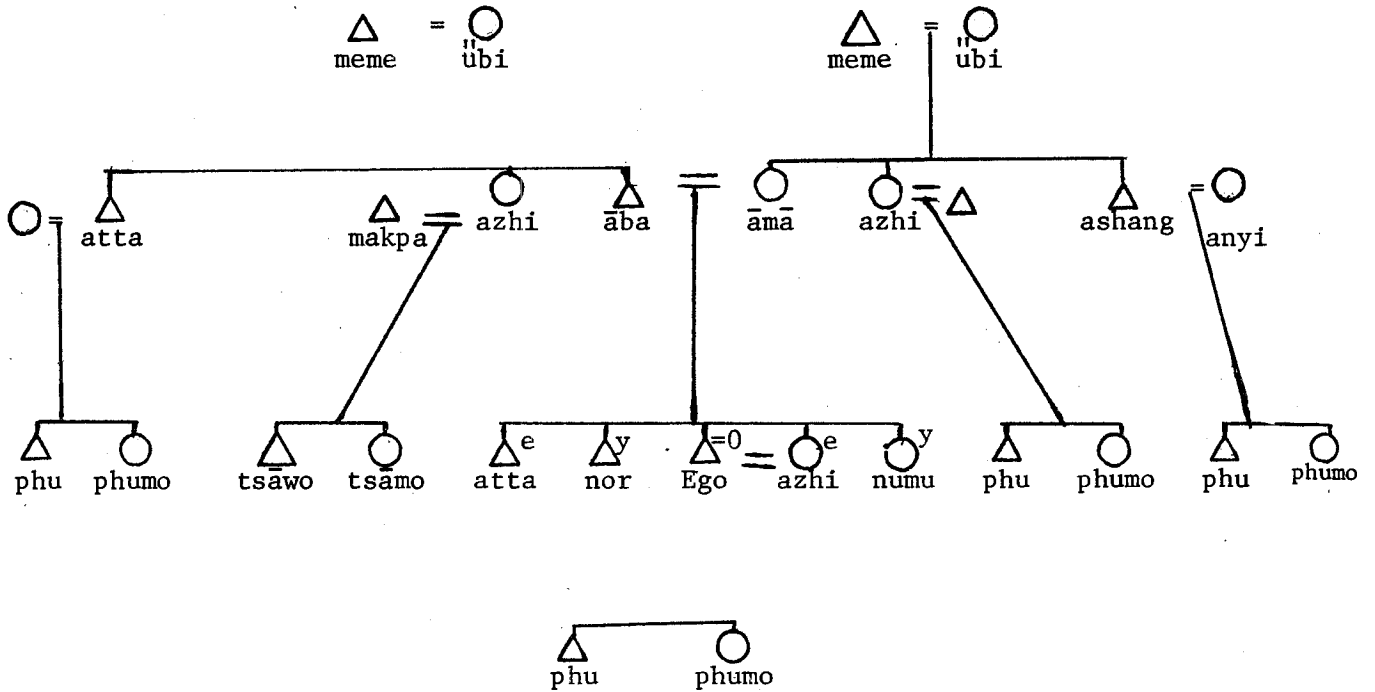 meme = übi meme = übi
= atta makpa = azhi āba = āmā azhi = ashang = anyi
phu phumo tsāwo tsāmo atta e nor y Ego =0 = azhi e numu y phu phumo phu phumo
phu phumo